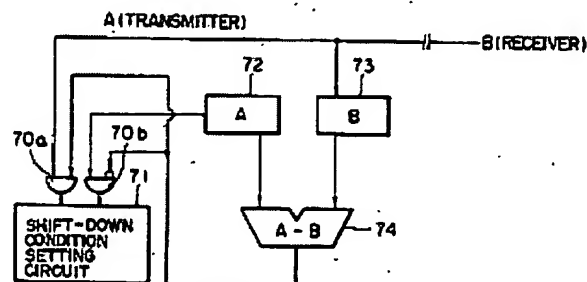 A (TRANSMITTER)
B (RECEIVER)
72
73
A
B
70a
70b
71
SHIFT-DOWN
CONDITION
SETTING
CIRCUIT
A - B
74